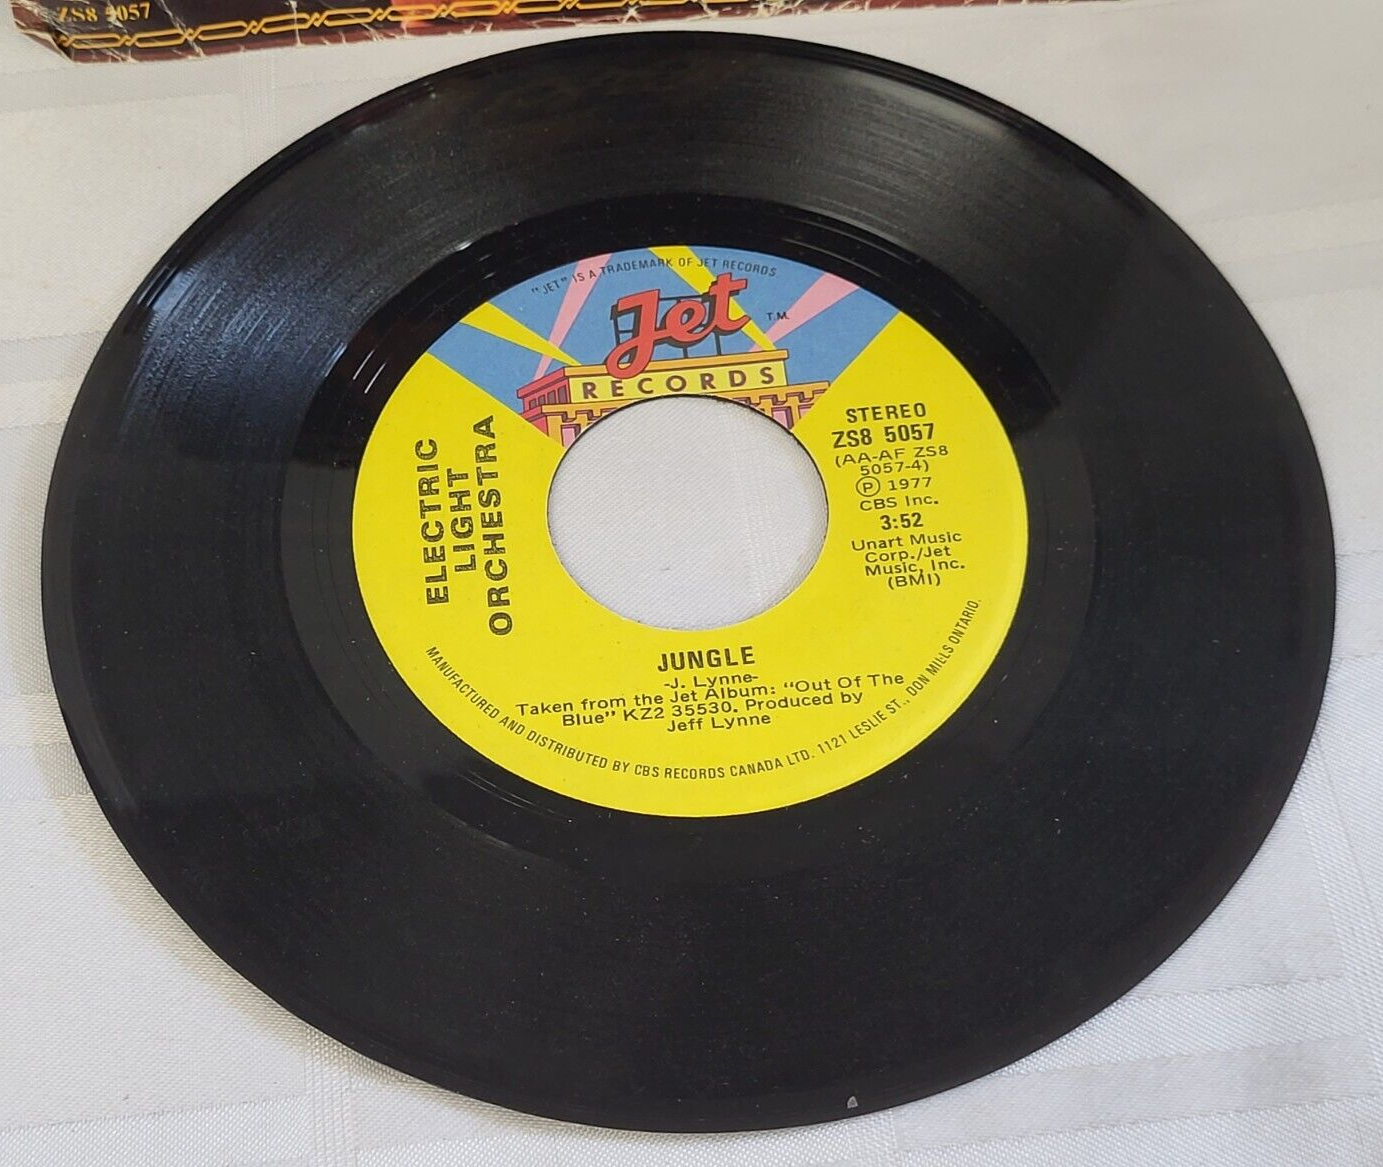 ZS8 5057
"JET" IS A TRADEMARK OF JET RECORDS
Jet
T.M.
RECORDS
STEREO
ZS8 5057
(AA-AF ZS8
5057-4)
Ⓟ 1977
CBS Inc.
3:52
Unart Music
Corp./Jet
Music, Inc.
(BMI)
ELECTRIC
LIGHT
ORCHESTRA
JUNGLE
-J. Lynne-
Taken from the Jet Album: "Out Of The
Blue" KZ2 35530. Produced by
Jeff Lynne
MANUFACTURED AND DISTRIBUTED BY CBS RECORDS CANADA LTD. 1121 LESLIE ST., DON MILLS ONTARIO.